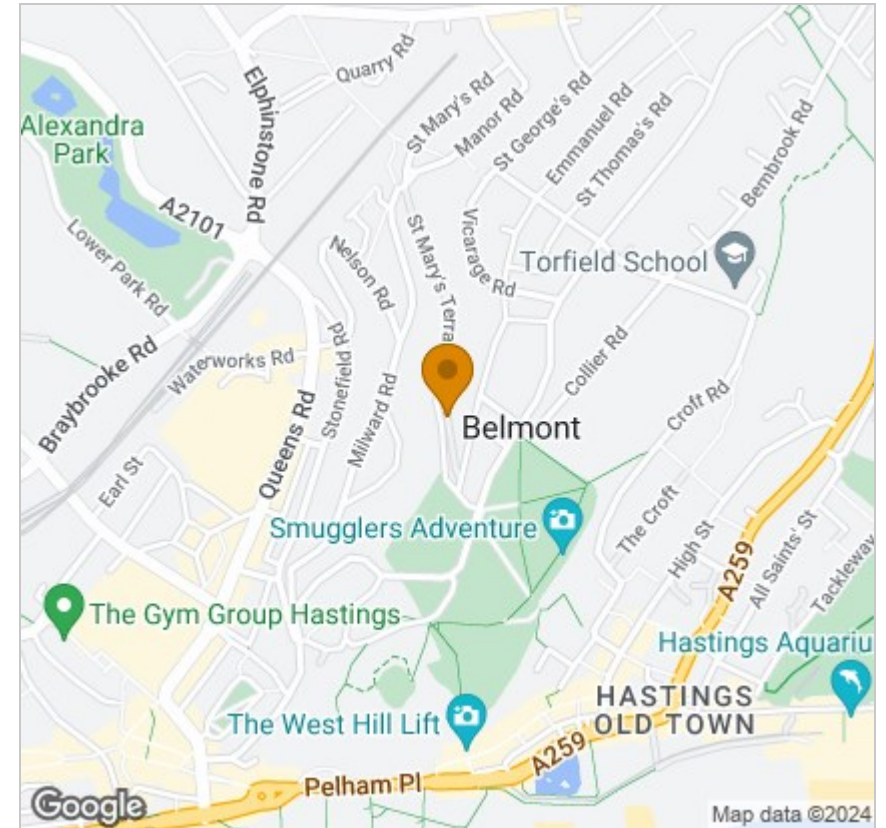 Quarry Rd
Elphinstone Rd
St Mary's Rd
Manor Rd
St George's Rd
Emmanuel Rd
St Thomas's Rd
Bembrook Rd
Alexandra
Park
A2101
Lower Park Rd
Nelson Rd
St Mary's Terra
Vicarage Rd
Torfield School
Braybrooke Rd
Waterworks Rd
Stonefield Rd
Milward Rd
Queens Rd
Collier Rd
Croft Rd
Belmont
Earl St
Smugglers Adventure
The Croft
High St
A259
All Saints' St
Tackleway
The Gym Group Hastings
Hastings Aquariu
HASTINGS
OLD TOWN
The West Hill Lift
A259
Pelham Pl
Google
Map data ©2024